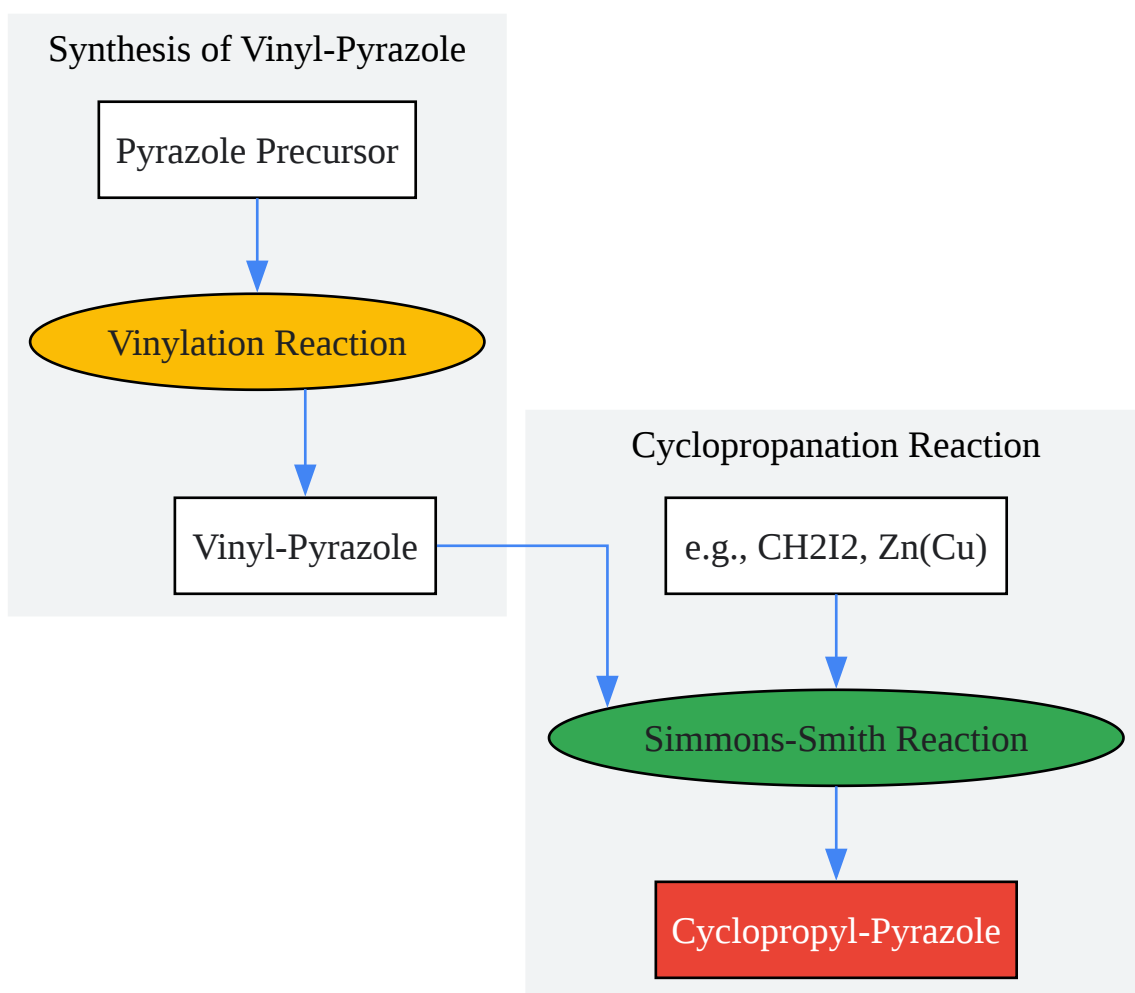 Synthesis of Vinyl-Pyrazole
Pyrazole Precursor
Vinylation Reaction
Vinyl-Pyrazole
Cyclopropanation Reaction
e.g., CH2I2, Zn(Cu)
Simmons-Smith Reaction
Cyclopropyl-Pyrazole